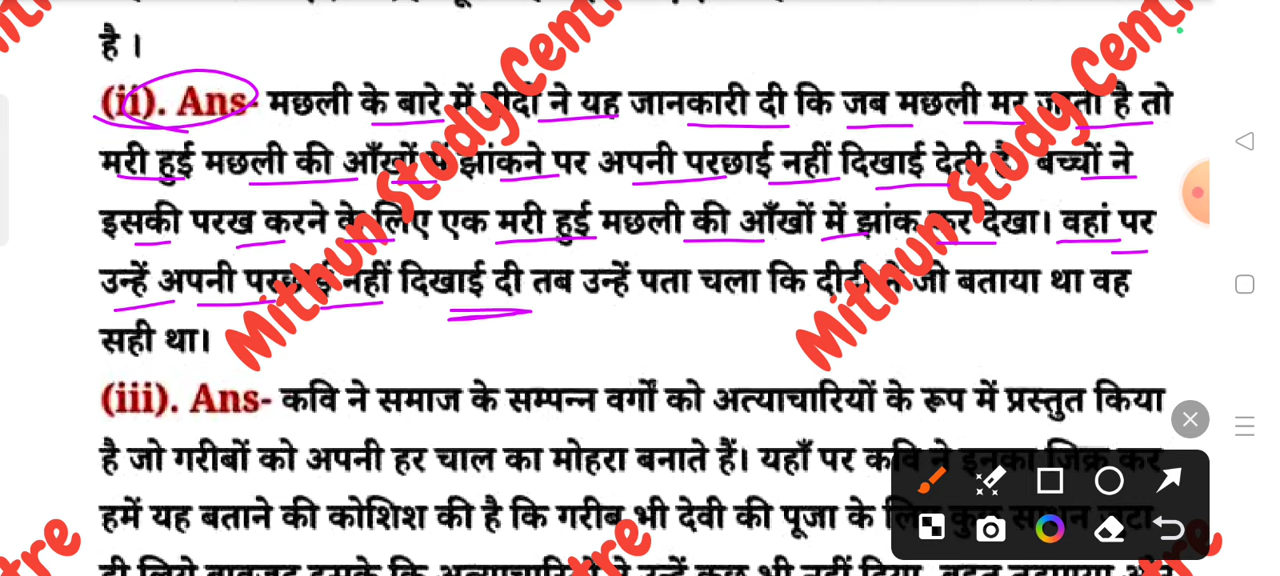 है ।
(ii). Ans- मछली के बारे में दीदी ने यह जानकारी दी कि जब मछली मर जाती है तो
मरी हुई मछली की आँखों में झांकने पर अपनी परछाई नहीं दिखाई देती है। बच्चों ने
इसकी परख करने के लिए एक मरी हुई मछली की आँखों में झांक कर देखा। वहां पर
उन्हें अपनी परछाई नहीं दिखाई दी तब उन्हें पता चला कि दीदी ने जो बताया था वह
सही था।
(iii). Ans- कवि ने समाज के सम्पन्न वर्गों को अत्याचारियों के रूप में प्रस्तुत किया
है जो गरीबों को अपनी हर चाल का मोहरा बनाते हैं। यहाँ पर कवि ने इनका जिक्र कर
हमें यह बताने की कोशिश की है कि गरीब भी देवी की पूजा के लिए कुछ
Mithun Study Centre
Mithun Study Centre